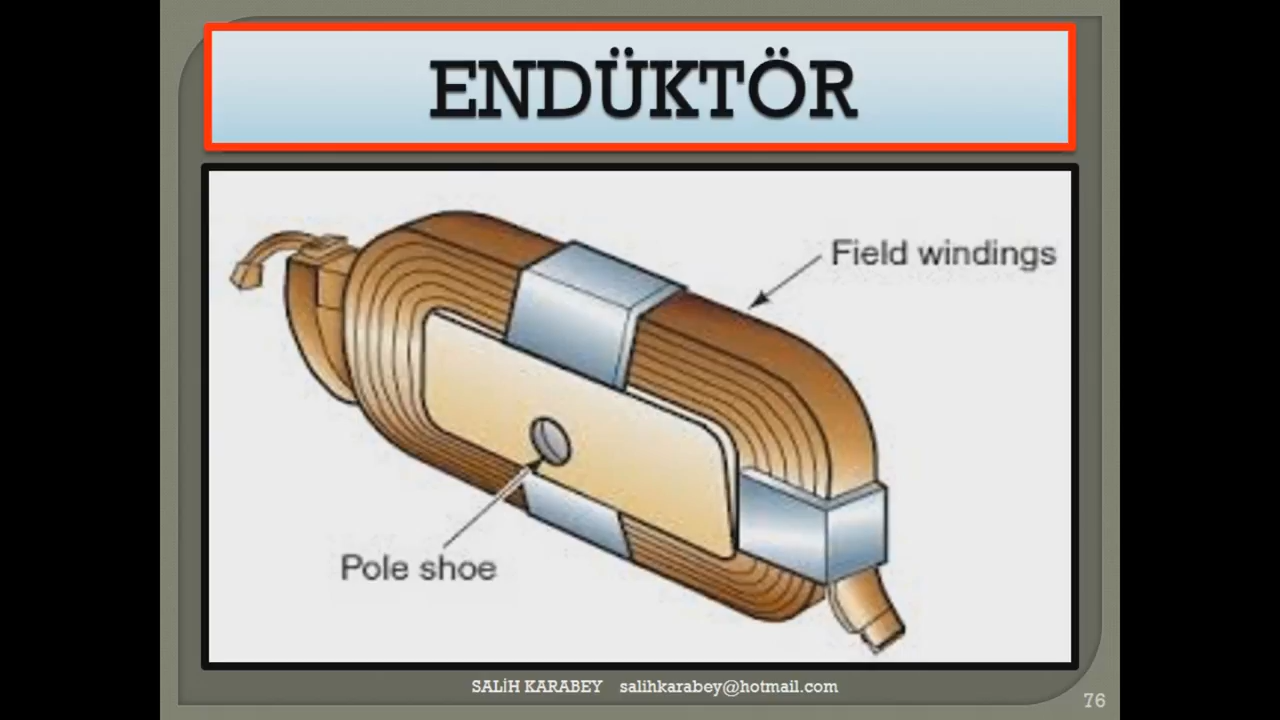 ENDÜKTÖR
Field windings
Pole shoe
SALİH KARABEY salihkarabey@hotmail.com
76